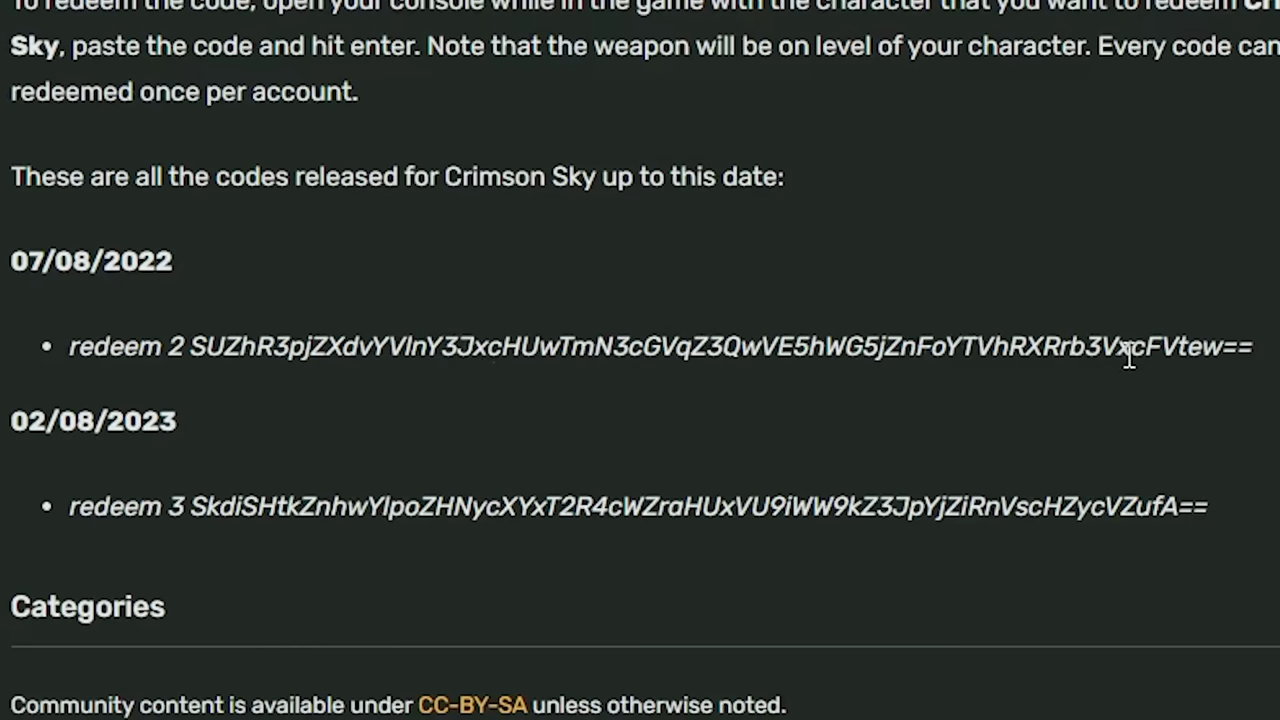 To redeem the code, open your console while in the game with the character that you want to redeem
Sky, paste the code and hit enter. Note that the weapon will be on level of your character. Every code can
redeemed once per account.
These are all the codes released for Crimson Sky up to this date:
07/08/2022
• redeem 2 SUZhR3pjZXdvYVlnY3JxcHUwTmN3cGVqZ3QwVE5hWG5jZnFoYTVhRXRrb3VxcFVtew==
02/08/2023
• redeem 3 SkdiSHtkZnhwYlpoZHNycXYxT2R4cWZraHUxVU9iWW9kZ3JpYjZiRnVscHZycVZufA==
Categories
Community content is available under CC-BY-SA unless otherwise noted.